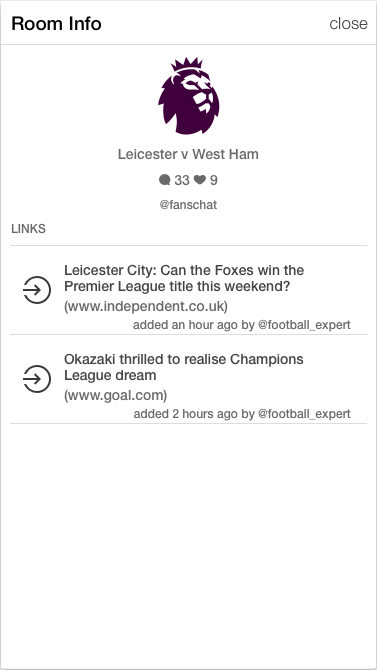 Room Info
close
Leicester v West Ham
33 9
@fanschat
LINKS
Leicester City: Can the Foxes win the
Premier League title this weekend?
(www.independent.co.uk)
added an hour ago by @football_expert
Okazaki thrilled to realise Champions
League dream
(www.goal.com)
added 2 hours ago by @football_expert